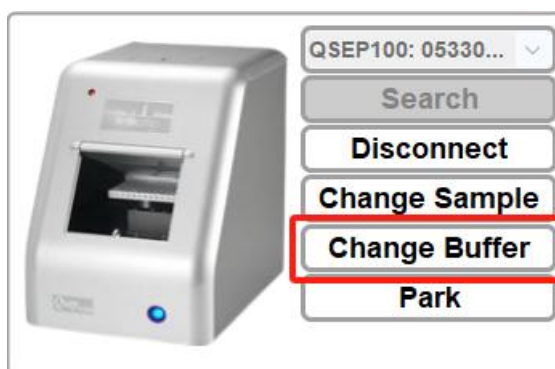 QSEP100: 05330...
Search
Disconnect
Change Sample
Change Buffer
Park